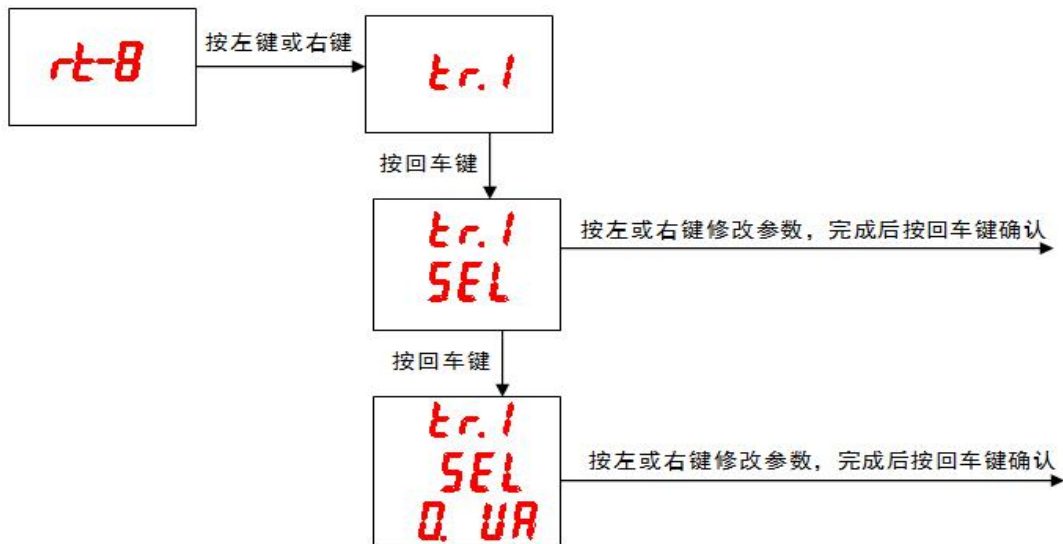 rt-8
按左键或右键
tr.1
按回车键
tr.1
SEL
按左或右键修改参数，完成后按回车键确认
按回车键
tr.1
SEL
0. UA
按左或右键修改参数，完成后按回车键确认